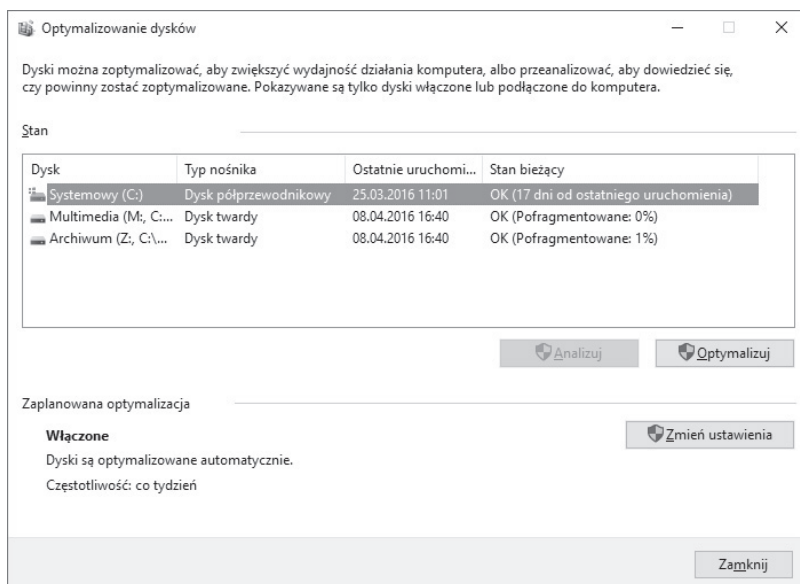 Optymalizowanie dysków
Dyski można zoptymalizować, aby zwiększyć wydajność działania komputera, albo przeanalizować, aby dowiedzieć się,
czy powinny zostać zoptymalizowane. Pokazywane są tylko dyski włączone lub podłączone do komputera.
Stan
Dysk Typ nośnika Ostatnie uruchomi... Stan bieżący
Systemowy (C:) Dysk półprzewodnikowy 25.03.2016 11:01 OK (17 dni od ostatniego uruchomienia)
Multimedia (M:, C:... Dysk twardy 08.04.2016 16:40 OK (Pofragmentowane: 0%)
Archiwum (Z:, C:\... Dysk twardy 08.04.2016 16:40 OK (Pofragmentowane: 1%)
Analizuj Optymalizuj
Zaplanowana optymalizacja
Włączone Zmień ustawienia
Dyski są optymalizowane automatycznie.
Częstotliwość: co tydzień
Zamknij